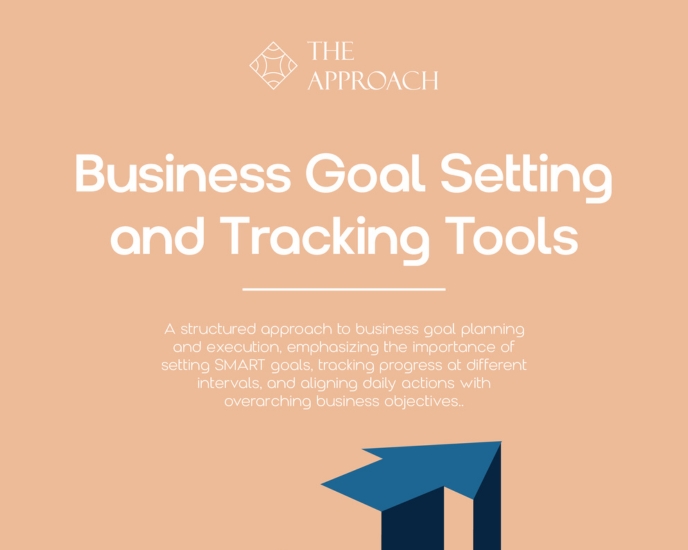 THE
APPROACH
Business Goal Setting
and Tracking Tools
A structured approach to business goal planning
and execution, emphasizing the importance of
setting SMART goals, tracking progress at different
intervals, and aligning daily actions with
overarching business objectives..